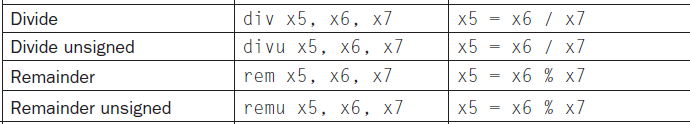 Divide div x5, x6, x7 x5 = x6 / x7
Divide unsigned divu x5, x6, x7 x5 = x6 / x7
Remainder rem x5, x6, x7 x5 = x6 % x7
Remainder unsigned remu x5, x6, x7 x5 = x6 % x7